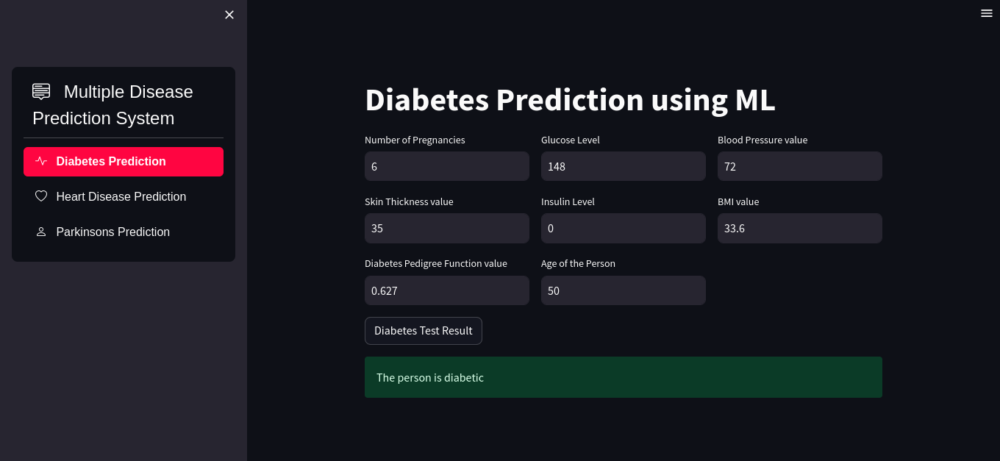 Multiple Disease
Prediction System
Diabetes Prediction
Heart Disease Prediction
Parkinsons Prediction
Diabetes Prediction using ML
Number of Pregnancies
Glucose Level
Blood Pressure value
6
148
72
Skin Thickness value
Insulin Level
BMI value
35
0
33.6
Diabetes Pedigree Function value
Age of the Person
0.627
50
Diabetes Test Result
The person is diabetic